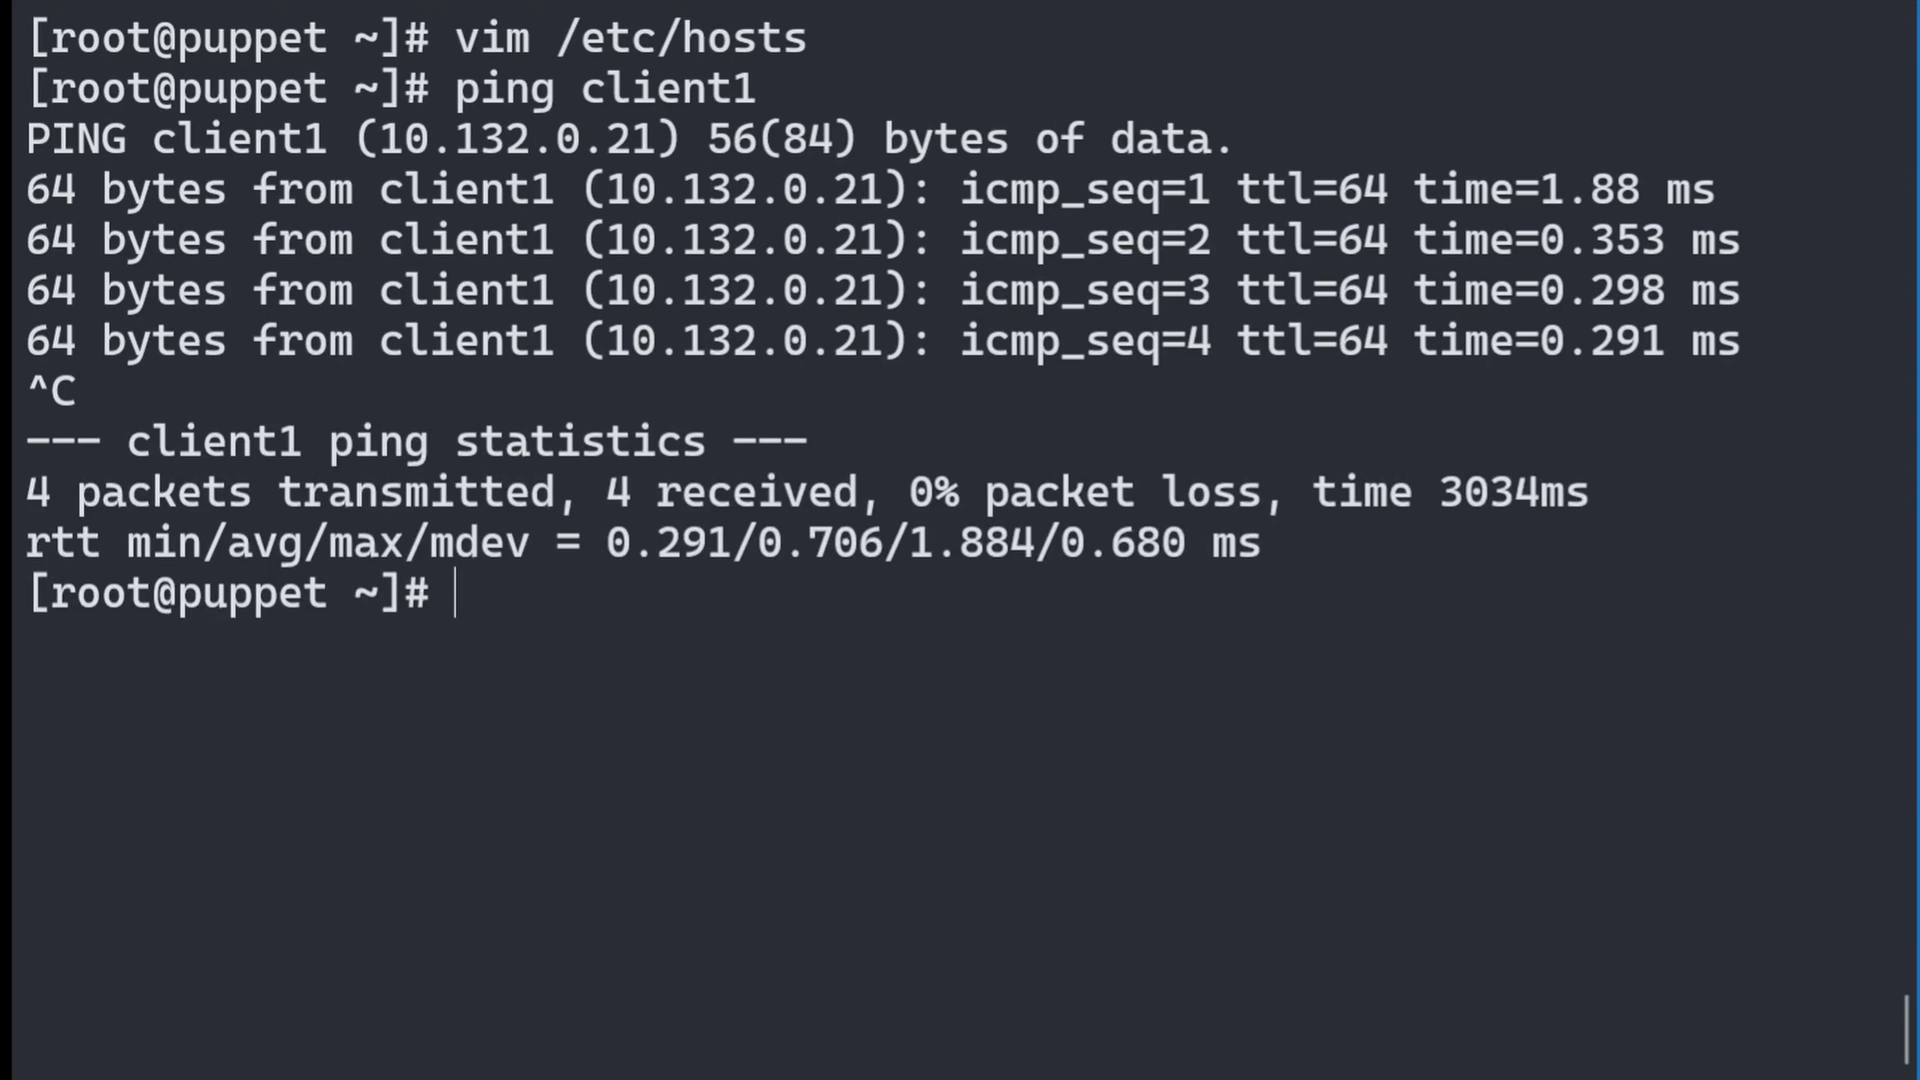 [root@puppet ~]# vim /etc/hosts
[root@puppet ~]# ping client1
PING client1 (10.132.0.21) 56(84) bytes of data.
64 bytes from client1 (10.132.0.21): icmp_seq=1 ttl=64 time=1.88 ms
64 bytes from client1 (10.132.0.21): icmp_seq=2 ttl=64 time=0.353 ms
64 bytes from client1 (10.132.0.21): icmp_seq=3 ttl=64 time=0.298 ms
64 bytes from client1 (10.132.0.21): icmp_seq=4 ttl=64 time=0.291 ms
^C
--- client1 ping statistics ---
4 packets transmitted, 4 received, 0% packet loss, time 3034ms
rtt min/avg/max/mdev = 0.291/0.706/1.884/0.680 ms
[root@puppet ~]#